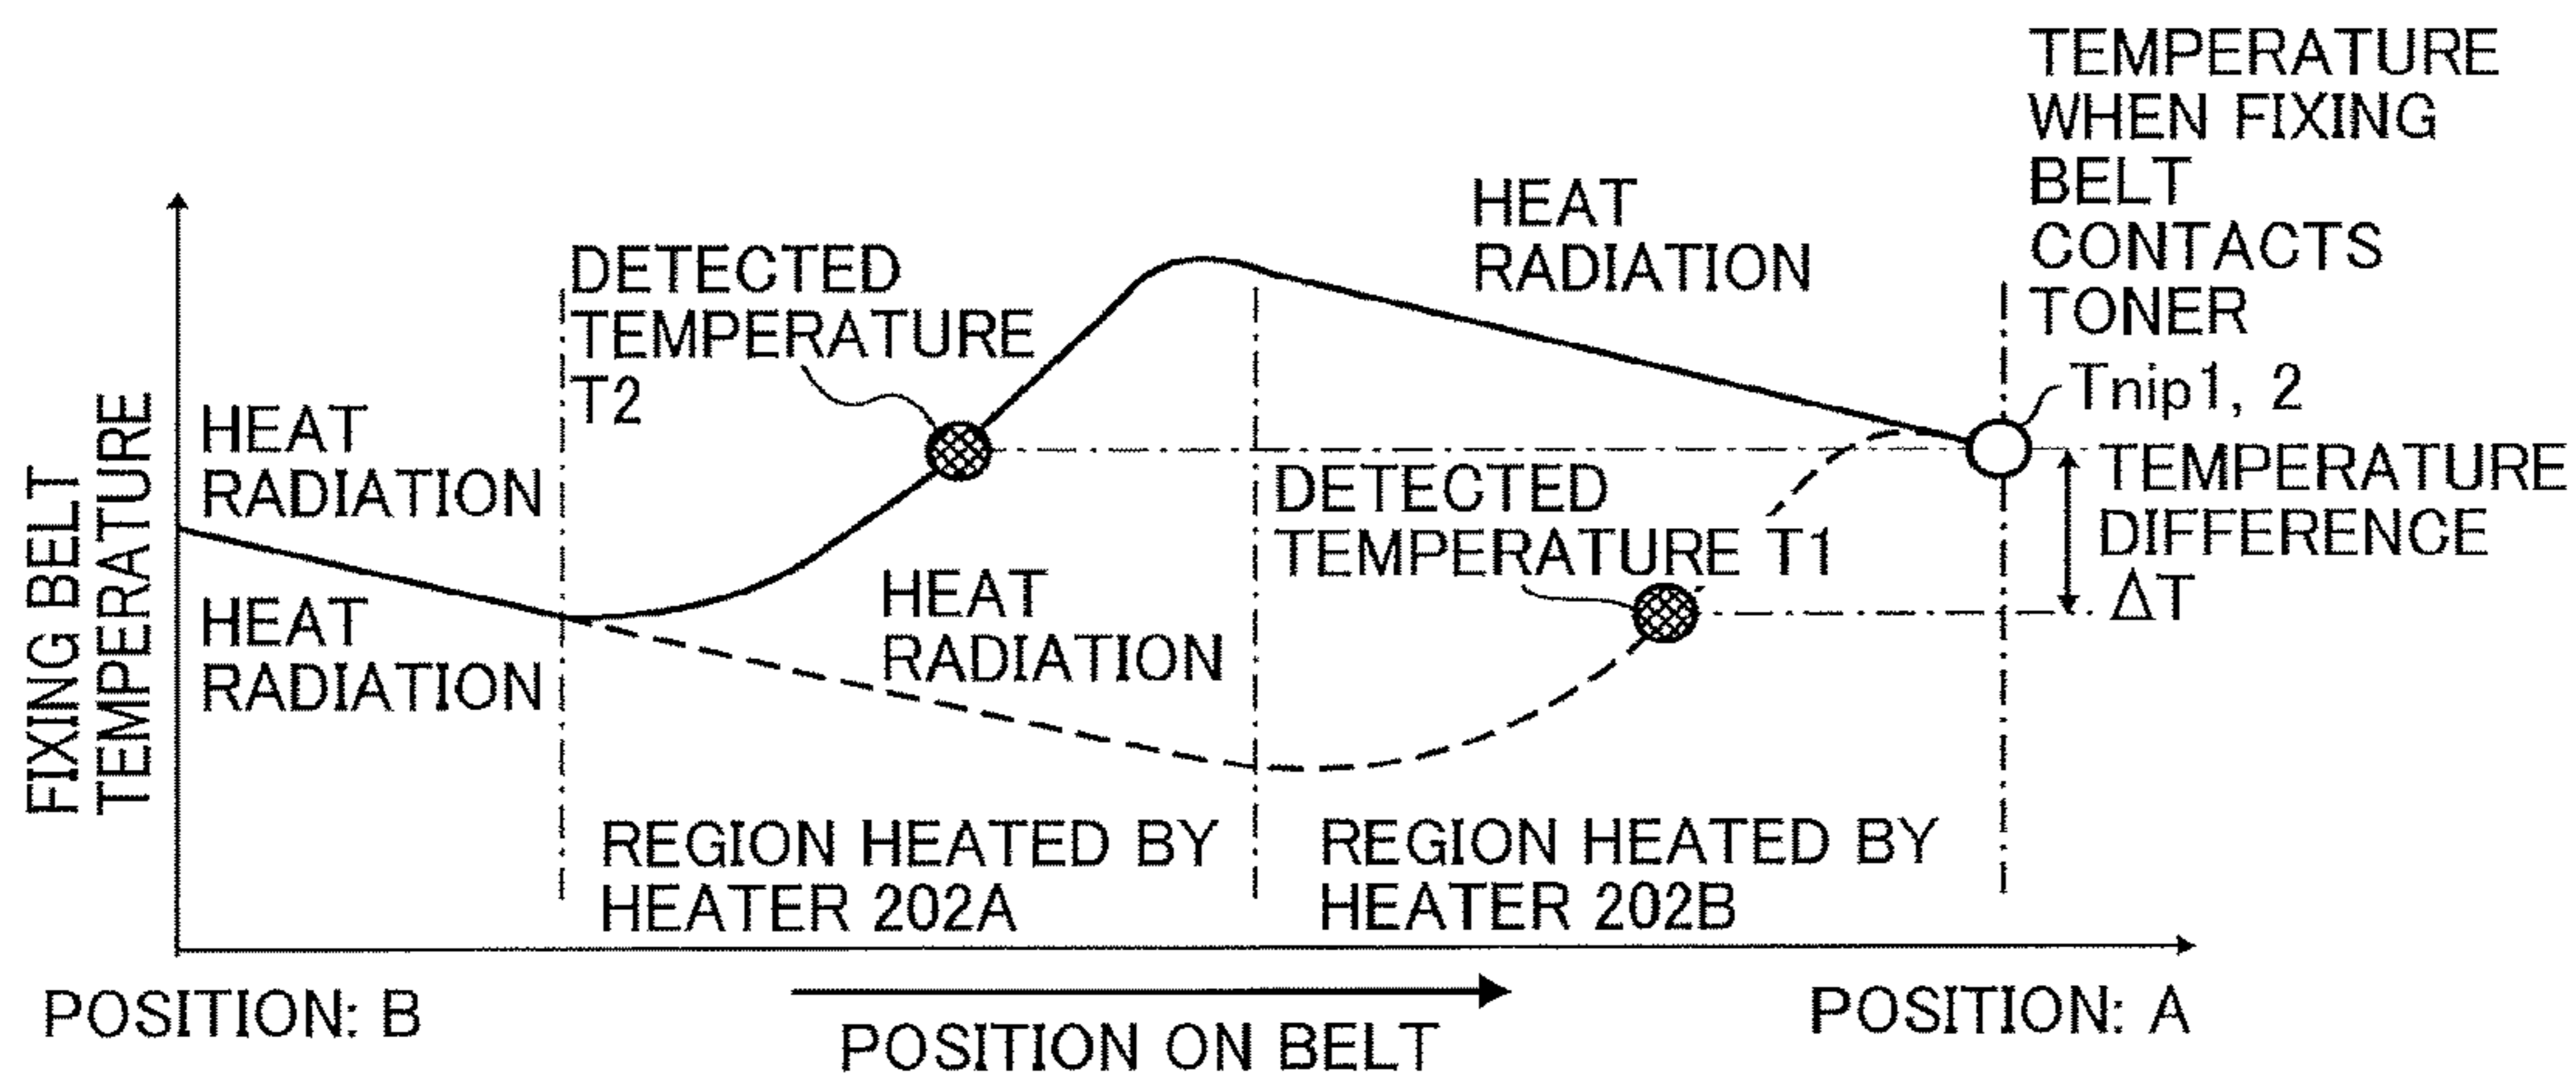 TEMPERATURE
WHEN FIXING
BELT
CONTACTS
TONER
HEAT
RADIATION
DETECTED
TEMPERATURE
T2
Tnip1, 2
HEAT
RADIATION
TEMPERATURE
DIFFERENCE
ΔT
DETECTED
TEMPERATURE T1
HEAT
RADIATION
HEAT
RADIATION
FIXING BELT
TEMPERATURE
REGION HEATED BY
HEATER 202A
REGION HEATED BY
HEATER 202B
POSITION: B
POSITION ON BELT
POSITION: A